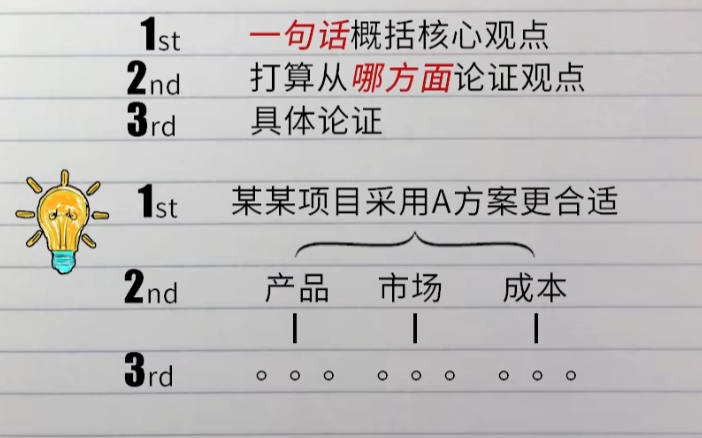 1st 一句话概括核心观点
2nd 打算从哪方面论证观点
3rd 具体论证
1st 某某项目采用A方案更合适
2nd 产品 市场 成本
3rd 。。。 。。。 。。。